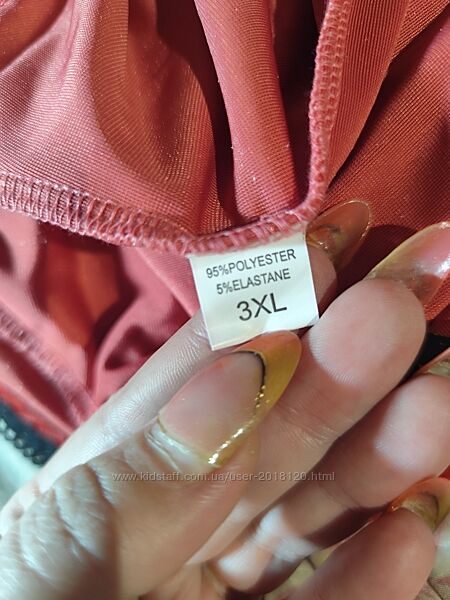 95%POLYESTER
5%ELASTANE
3XL
www.kidstaff.com.ua/user-2018120.html